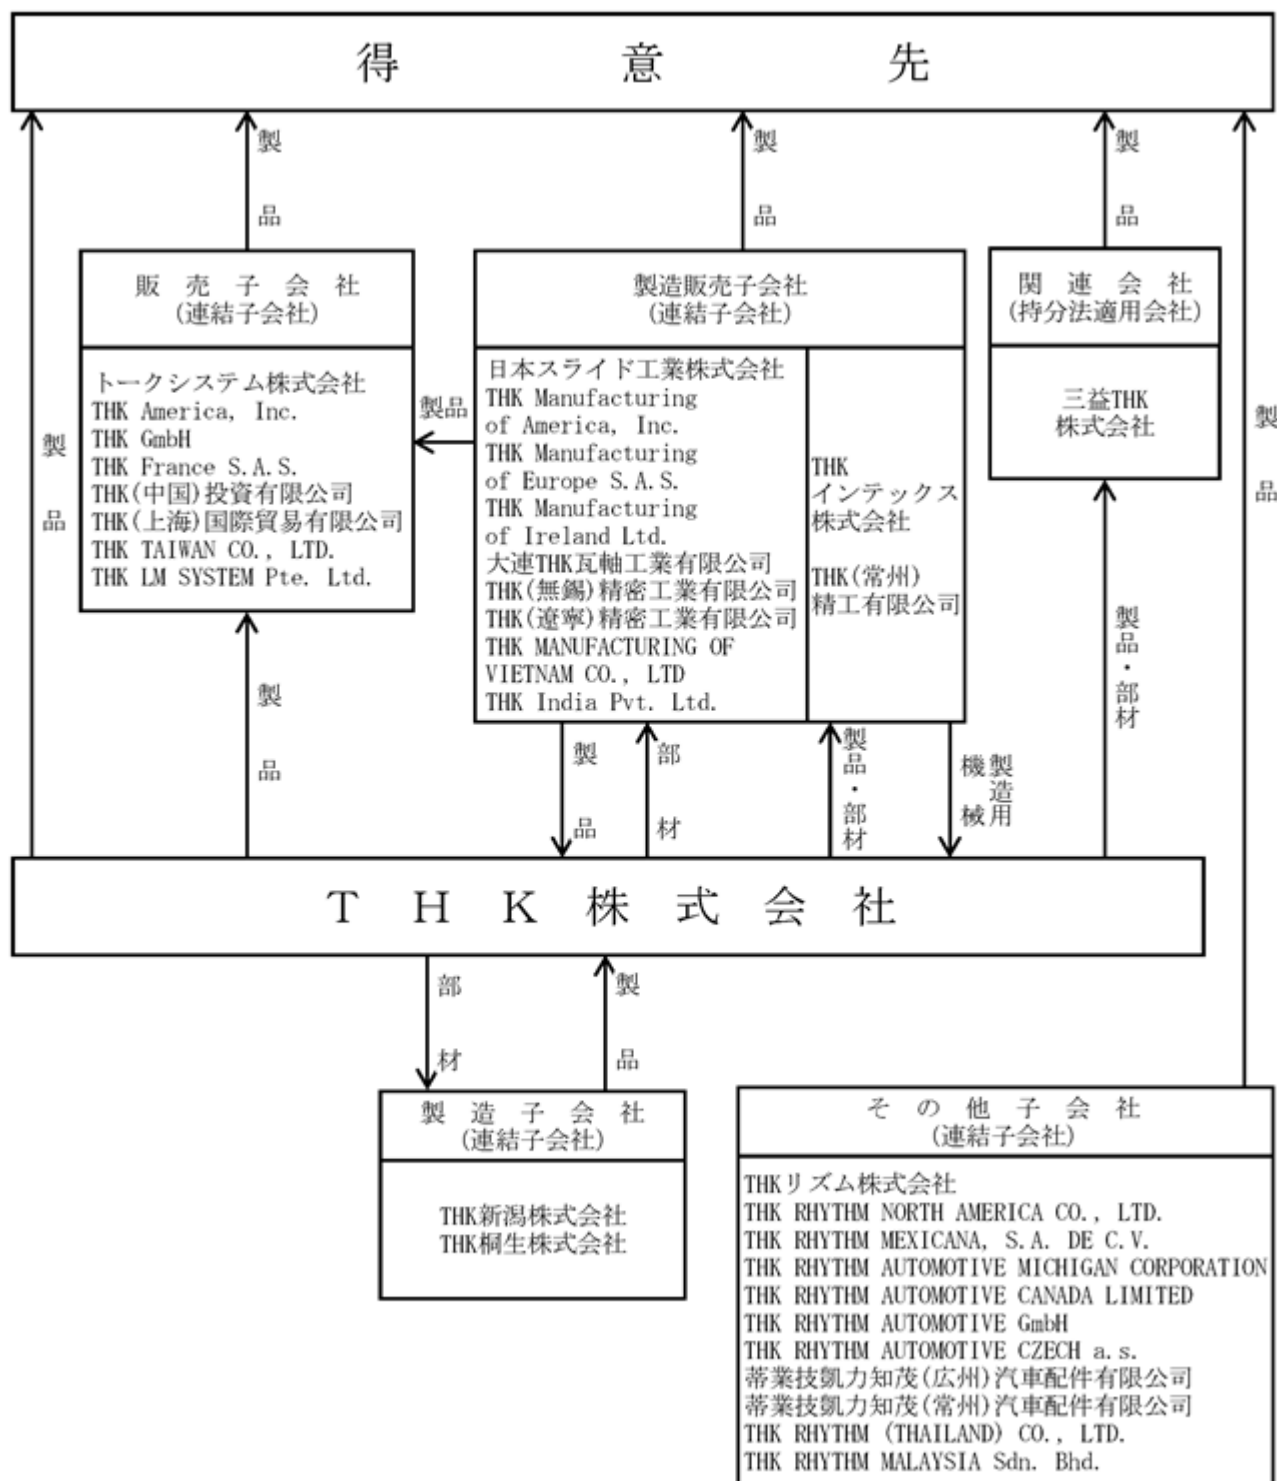 得意先
製品
製品
製品
製品
製品
販売子会社
(連結子会社)
トークシステム株式会社
THK America, Inc.
THK GmbH
THK France S.A.S.
THK(中国)投資有限公司
THK(上海)国際貿易有限公司
THK TAIWAN CO., LTD.
THK LM SYSTEM Pte. Ltd.
製品
製造販売子会社
(連結子会社)
日本スライド工業株式会社
THK Manufacturing
of America, Inc.
THK Manufacturing
of Europe S.A.S.
THK Manufacturing
of Ireland Ltd.
大連THK瓦軸工業有限公司
THK(無錫)精密工業有限公司
THK(遼寧)精密工業有限公司
THK MANUFACTURING OF
VIETNAM CO., LTD
THK India Pvt. Ltd.
THK
インテックス
株式会社
THK(常州)
精工有限公司
関連会社
(持分法適用会社)
三益THK
株式会社
製品
製品
部材
製品・部材
製造用
機械
製品・部材
THK株式会社
部材
製品
製造子会社
(連結子会社)
THK新潟株式会社
THK桐生株式会社
その他子会社
(連結子会社)
THKリズム株式会社
THK RHYTHM NORTH AMERICA CO., LTD.
THK RHYTHM MEXICANA, S.A. DE C.V.
THK RHYTHM AUTOMOTIVE MICHIGAN CORPORATION
THK RHYTHM AUTOMOTIVE CANADA LIMITED
THK RHYTHM AUTOMOTIVE GmbH
THK RHYTHM AUTOMOTIVE CZECH a.s.
蒂業技凱力知茂(広州)汽車配件有限公司
蒂業技凱力知茂(常州)汽車配件有限公司
THK RHYTHM (THAILAND) CO., LTD.
THK RHYTHM MALAYSIA Sdn. Bhd.